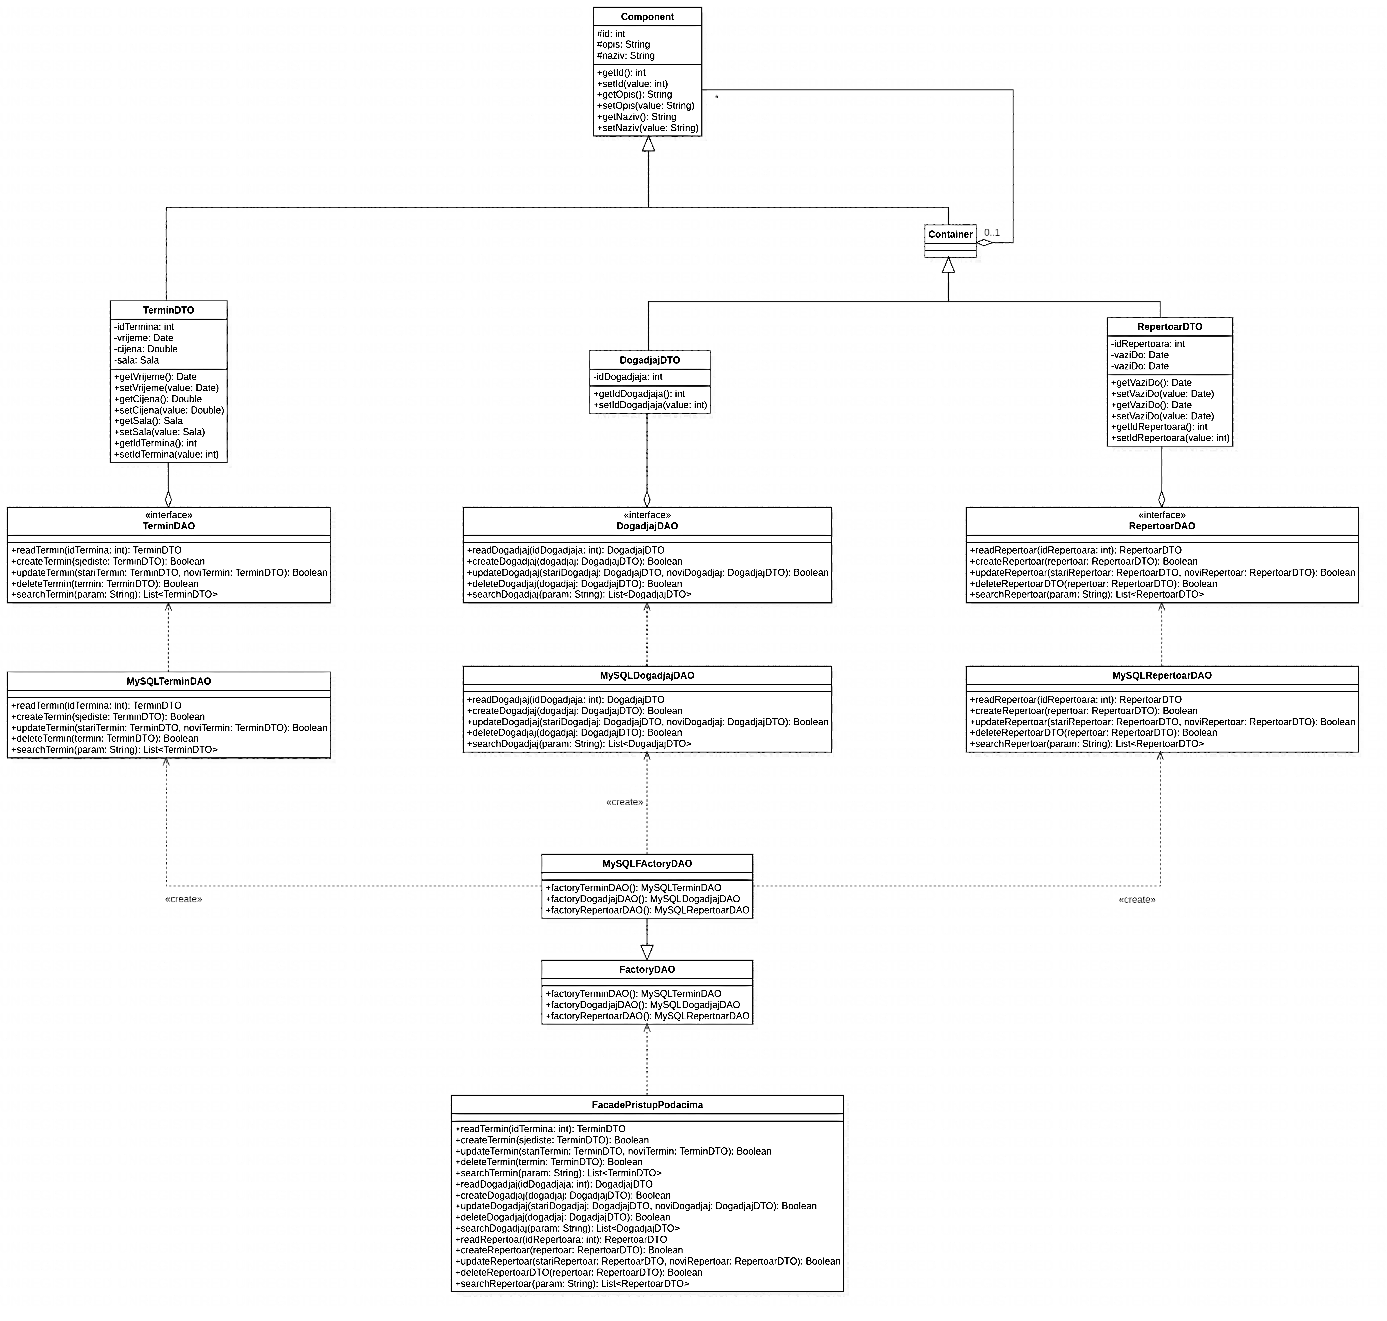 Component
#id: int
#opis: String
#naziv: String
+getId(): int
+setId(value: int)
+getOpis(): String
+setOpis(value: String)
+getNaziv(): String
+setNaziv(value: String)
*
Container
0..1
TerminDTO
-idTermina: int
-vrijeme: Date
-cijena: Double
-sala: Sala
+getVrijeme(): Date
+setVrijeme(value: Date)
+getCijena(): Double
+setCijena(value: Double)
+getSala(): Sala
+setSala(value: Sala)
+getIdTermina(): int
+setIdTermina(value: int)
DogadjajDTO
-idDogadjaja: int
+getIdDogadjaja(): int
+setIdDogadjaja(value: int)
RepertoarDTO
-idRepertoara: int
-vaziDo: Date
-vaziDo: Date
+getVaziDo(): Date
+setVaziDo(value: Date)
+getVaziDo(): Date
+setVaziDo(value: Date)
+getIdRepertoara(): int
+setIdRepertoara(value: int)
«interface»
TerminDAO
+readTermin(idTermina: int): TerminDTO
+createTermin(sjediste: TerminDTO): Boolean
+updateTermin(stariTermin: TerminDTO, noviTermin: TerminDTO): Boolean
+deleteTermin(termin: TerminDTO): Boolean
+searchTermin(param: String): List<TerminDTO>
«interface»
DogadjajDAO
+readDogadjaj(idDogadjaja: int): DogadjajDTO
+createDogadjaj(dogadjaj: DogadjajDTO): Boolean
+updateDogadjaj(stariDogadjaj: DogadjajDTO, noviDogadjaj: DogadjajDTO): Boolean
+deleteDogadjaj(dogadjaj: DogadjajDTO): Boolean
+searchDogadjaj(param: String): List<DogadjajDTO>
«interface»
RepertoarDAO
+readRepertoar(idRepertoara: int): RepertoarDTO
+createRepertoar(repertoar: RepertoarDTO): Boolean
+updateRepertoar(stariRepertoar: RepertoarDTO, noviRepertoar: RepertoarDTO): Boolean
+deleteRepertoarDTO(repertoar: RepertoarDTO): Boolean
+searchRepertoar(param: String): List<RepertoarDTO>
MySQLTerminDAO
+readTermin(idTermina: int): TerminDTO
+createTermin(sjediste: TerminDTO): Boolean
+updateTermin(stariTermin: TerminDTO, noviTermin: TerminDTO): Boolean
+deleteTermin(termin: TerminDTO): Boolean
+searchTermin(param: String): List<TerminDTO>
MySQLDogadjajDAO
+readDogadjaj(idDogadjaja: int): DogadjajDTO
+createDogadjaj(dogadjaj: DogadjajDTO): Boolean
+updateDogadjaj(stariDogadjaj: DogadjajDTO, noviDogadjaj: DogadjajDTO): Boolean
+deleteDogadjaj(dogadjaj: DogadjajDTO): Boolean
+searchDogadjaj(param: String): List<DogadjajDTO>
MySQLRepertoarDAO
+readRepertoar(idRepertoara: int): RepertoarDTO
+createRepertoar(repertoar: RepertoarDTO): Boolean
+updateRepertoar(stariRepertoar: RepertoarDTO, noviRepertoar: RepertoarDTO): Boolean
+deleteRepertoarDTO(repertoar: RepertoarDTO): Boolean
+searchRepertoar(param: String): List<RepertoarDTO>
«create»
MySQLFActoryDAO
+factoryTerminDAO(): MySQLTerminDAO
+factoryDogadjajDAO(): MySQLDogadjajDAO
+factoryRepertoarDAO(): MySQLRepertoarDAO
«create»
«create»
FactoryDAO
+factoryTerminDAO(): MySQLTerminDAO
+factoryDogadjajDAO(): MySQLDogadjajDAO
+factoryRepertoarDAO(): MySQLRepertoarDAO
FacadePristupPodacima
+readTermin(idTermina: int): TerminDTO
+createTermin(sjediste: TerminDTO): Boolean
+updateTermin(stariTermin: TerminDTO, noviTermin: TerminDTO): Boolean
+deleteTermin(termin: TerminDTO): Boolean
+searchTermin(param: String): List<TerminDTO>
+readDogadjaj(idDogadjaja: int): DogadjajDTO
+createDogadjaj(dogadjaj: DogadjajDTO): Boolean
+updateDogadjaj(stariDogadjaj: DogadjajDTO, noviDogadjaj: DogadjajDTO): Boolean
+deleteDogadjaj(dogadjaj: DogadjajDTO): Boolean
+searchDogadjaj(param: String): List<DogadjajDTO>
+readRepertoar(idRepertoara: int): RepertoarDTO
+createRepertoar(repertoar: RepertoarDTO): Boolean
+updateRepertoar(stariRepertoar: RepertoarDTO, noviRepertoar: RepertoarDTO): Boolean
+deleteRepertoarDTO(repertoar: RepertoarDTO): Boolean
+searchRepertoar(param: String): List<RepertoarDTO>